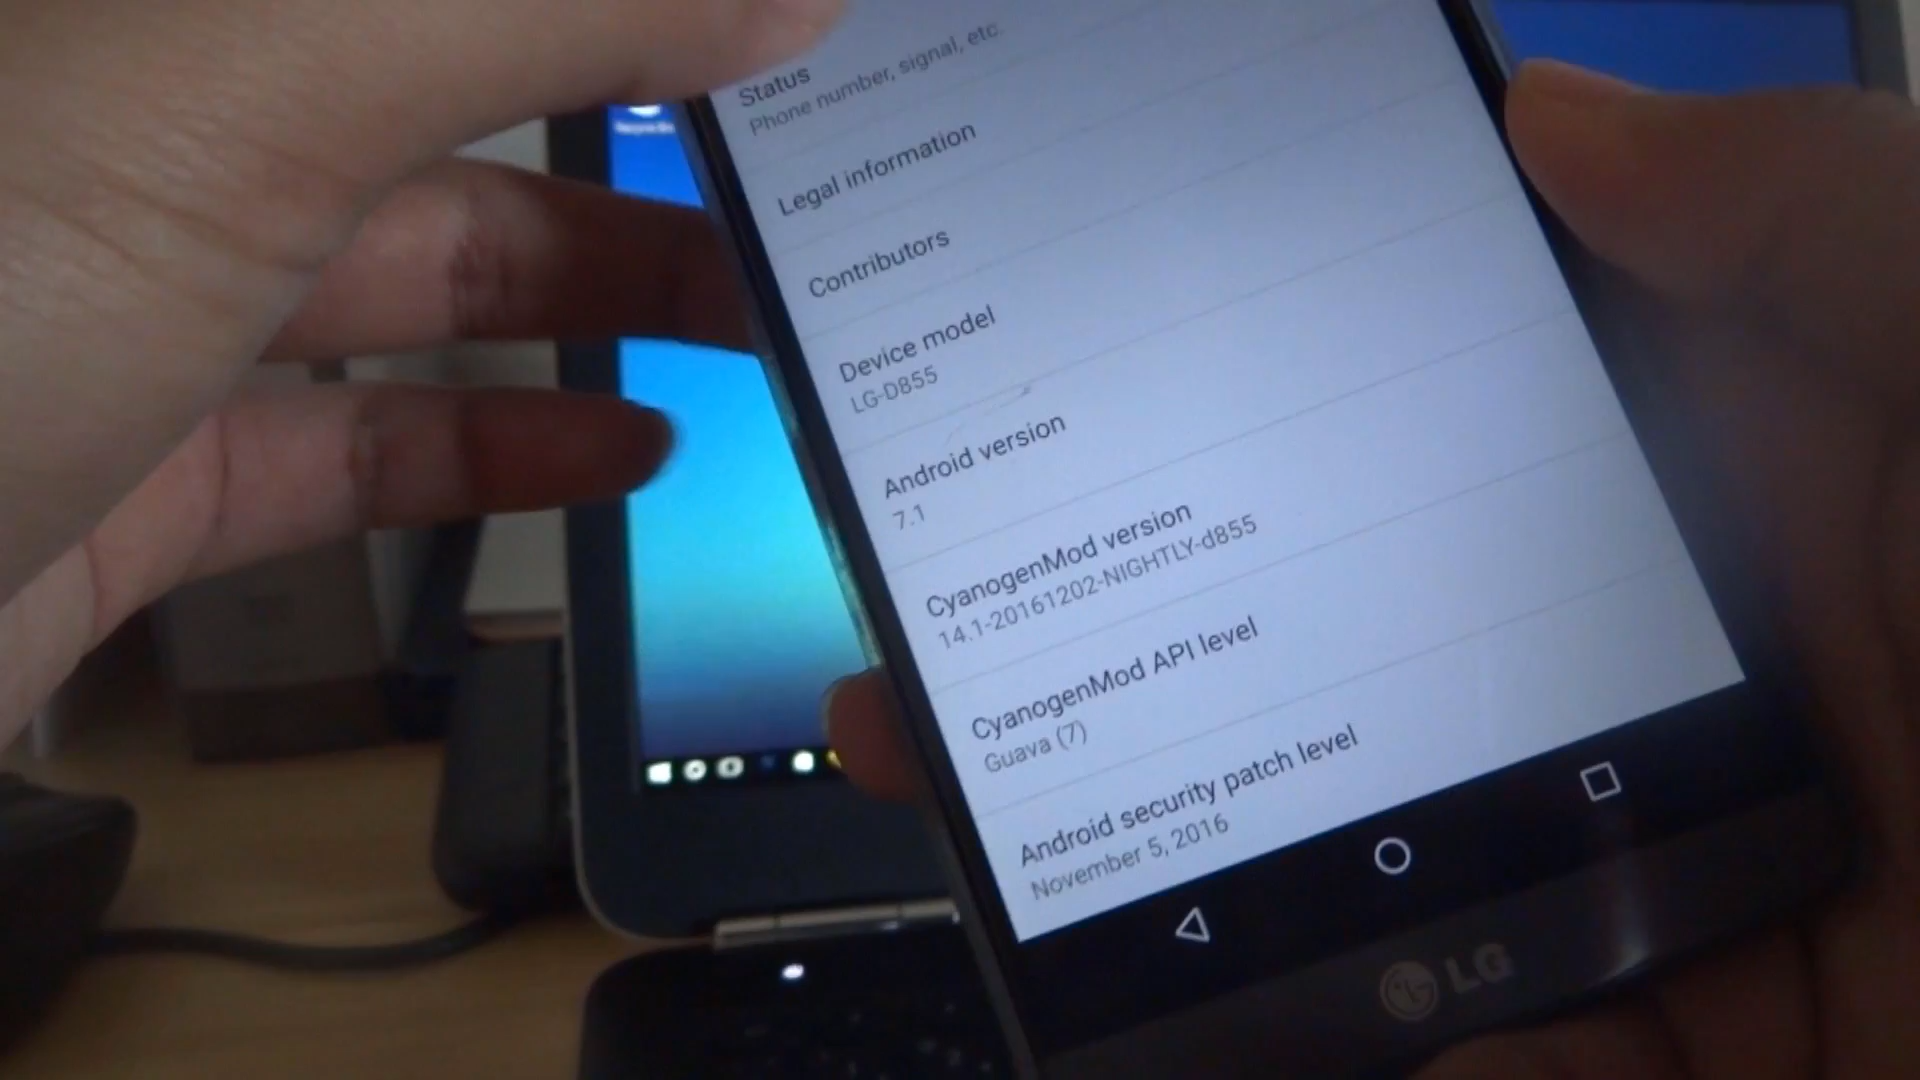 Status
Phone number, signal, etc.
Legal information
Contributors
Device model
LG-D855
Android version
7.1
CyanogenMod version
14.1-20161202-NIGHTLY-d855
CyanogenMod API level
Guava (7)
Android security patch level
November 5, 2016
LG